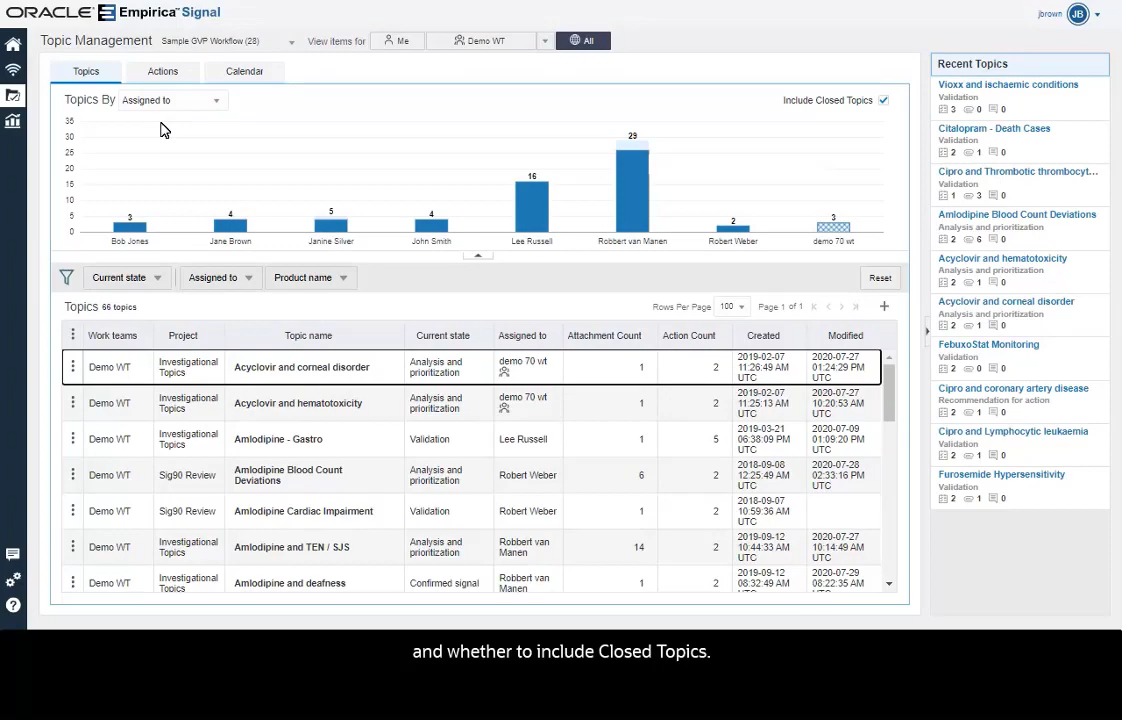 ORACLE Empirica™ Signal
jbrown JB
Topic Management Sample GVP Workflow (28) View items for Me Demo WT All
Topics Actions Calendar
Topics By Assigned to Include Closed Topics
35
30
25
20
15
10
5
0
3 4 5 4 16 29 2 3
Bob Jones Jane Brown Janine Silver John Smith Lee Russell Robbert van Manen Robert Weber demo 70 wt
Current state Assigned to Product name Reset
Topics 66 topics Rows Per Page 100 Page 1 of 1
Work teams Project Topic name Current state Assigned to Attachment Count Action Count Created Modified
Demo WT Investigational Topics Acyclovir and corneal disorder Analysis and prioritization demo 70 wt 1 2 2019-02-07 11:26:49 AM UTC 2020-07-27 01:24:29 PM UTC
Demo WT Investigational Topics Acyclovir and hematotoxicity Analysis and prioritization demo 70 wt 1 2 2019-02-07 11:25:13 AM UTC 2020-07-27 10:20:53 AM UTC
Demo WT Investigational Topics Amlodipine - Gastro Validation Lee Russell 1 5 2019-03-21 06:38:09 PM UTC 2020-07-09 01:09:20 PM UTC
Demo WT Sig90 Review Amlodipine Blood Count Deviations Analysis and prioritization Robert Weber 6 2 2018-09-08 12:25:49 AM UTC 2020-07-28 02:33:16 PM UTC
Demo WT Sig90 Review Amlodipine Cardiac Impairment Validation Robert Weber 1 2 2018-09-07 10:59:36 AM UTC
Demo WT Investigational Topics Amlodipine and TEN / SJS Analysis and prioritization Robbert van Manen 14 2 2019-09-12 10:44:33 AM UTC 2020-07-27 10:14:49 AM UTC
Demo WT Investigational Topics Amlodipine and deafness Confirmed signal Robbert van Manen 1 2 2019-09-12 08:32:49 AM UTC 2020-07-29 08:22:35 AM UTC
Recent Topics
Vioxx and ischaemic conditions
Validation
3 0 0
Citalopram - Death Cases
Validation
2 1 0
Cipro and Thrombotic thrombocyt...
Validation
1 3 0
Amlodipine Blood Count Deviations
Analysis and prioritization
2 6 0
Acyclovir and hematotoxicity
Analysis and prioritization
2 1 0
Acyclovir and corneal disorder
Analysis and prioritization
2 1 0
FebuxoStat Monitoring
Validation
2 0 0
Cipro and coronary artery disease
Recommendation for action
2 1 0
Cipro and Lymphocytic leukaemia
Validation
2 1 0
Furosemide Hypersensitivity
Validation
2 1 0
and whether to include Closed Topics.